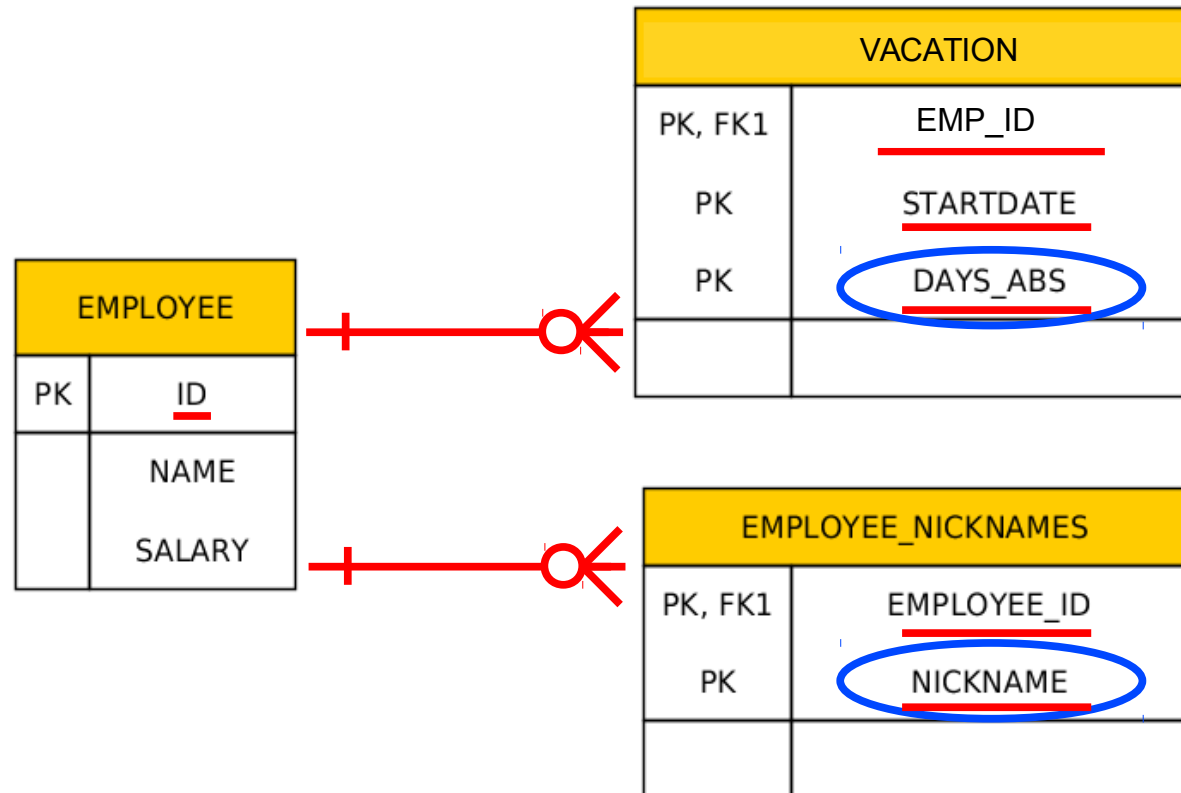 VACATION
PK, FK1 EMP_ID
PK STARTDATE
PK DAYS_ABS
EMPLOYEE
PK ID
NAME
SALARY
EMPLOYEE_NICKNAMES
PK, FK1 EMPLOYEE_ID
PK NICKNAME